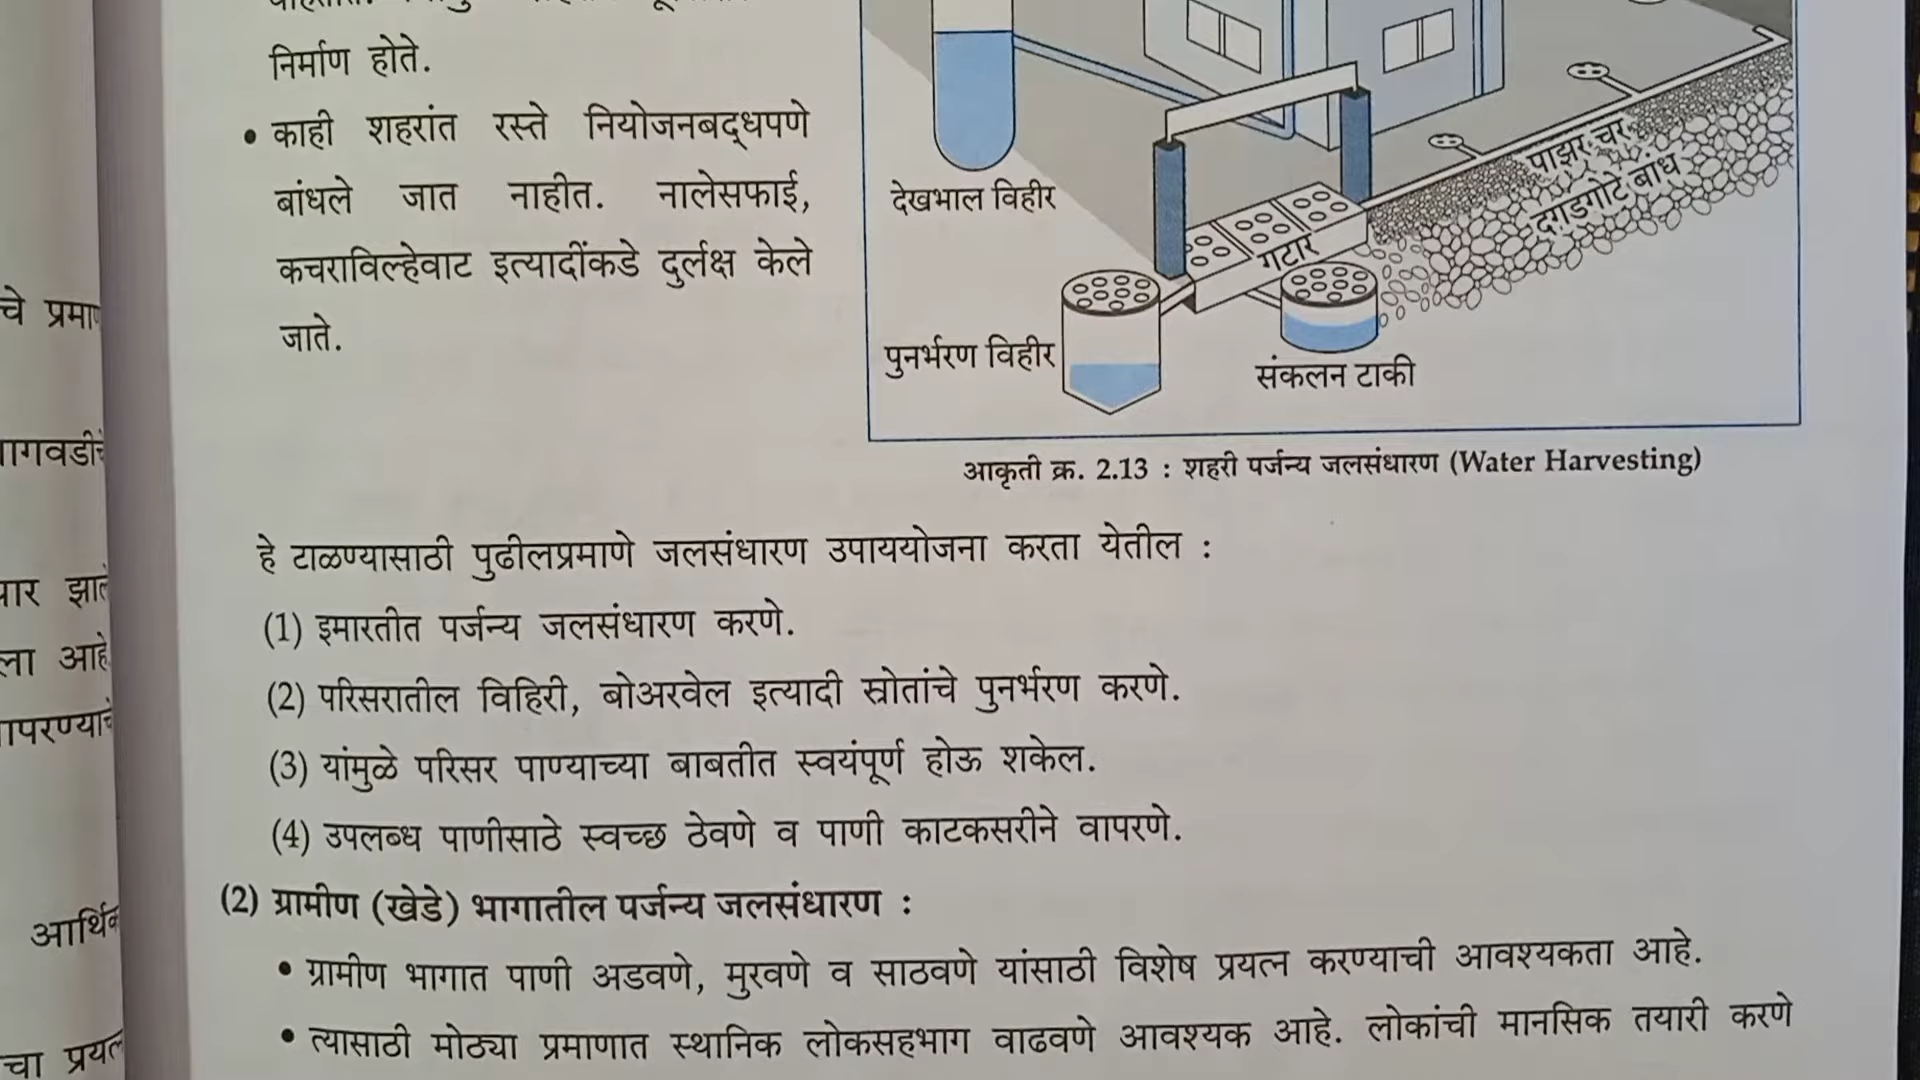 निर्माण होते.
• काही शहरांत रस्ते नियोजनबद्धपणे
बांधले जात नाहीत. नालेसफाई,
कचराविल्हेवाट इत्यादींकडे दुर्लक्ष केले
जाते.
देखभाल विहीर
पाझर चर
दगडगोटे बांध
गटार
पुनर्भरण विहीर
संकलन टाकी
आकृती क्र. 2.13 : शहरी पर्जन्य जलसंधारण (Water Harvesting)
हे टाळण्यासाठी पुढीलप्रमाणे जलसंधारण उपाययोजना करता येतील :
(1) इमारतीत पर्जन्य जलसंधारण करणे.
(2) परिसरातील विहिरी, बोअरवेल इत्यादी स्रोतांचे पुनर्भरण करणे.
(3) यांमुळे परिसर पाण्याच्या बाबतीत स्वयंपूर्ण होऊ शकेल.
(4) उपलब्ध पाणीसाठे स्वच्छ ठेवणे व पाणी काटकसरीने वापरणे.
(2) ग्रामीण (खेडे) भागातील पर्जन्य जलसंधारण :
• ग्रामीण भागात पाणी अडवणे, मुरवणे व साठवणे यांसाठी विशेष प्रयत्न करण्याची आवश्यकता आहे.
• त्यासाठी मोठ्या प्रमाणात स्थानिक लोकसहभाग वाढवणे आवश्यक आहे. लोकांची मानसिक तयारी करणे
चे
ला आहे
चा